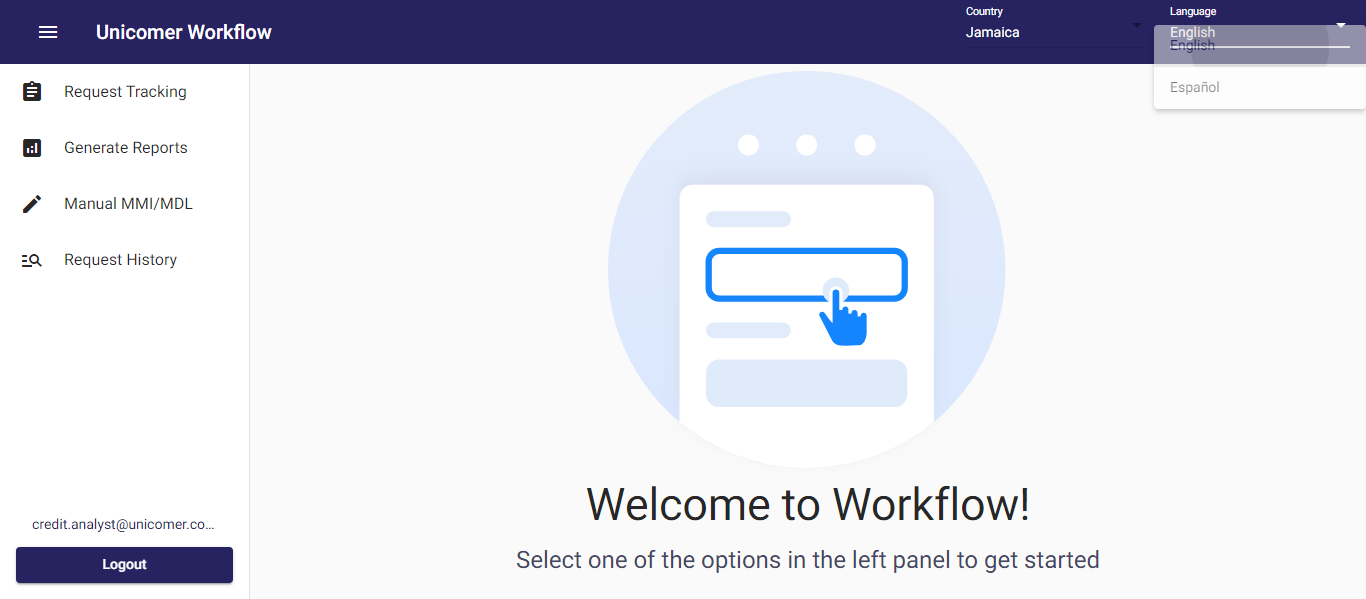 Unicomer Workflow
Country
Jamaica
Language
English
English
Español
Request Tracking
Generate Reports
Manual MMI/MDL
Request History
credit.analyst@unicomer.co...
Logout
Welcome to Workflow!
Select one of the options in the left panel to get started